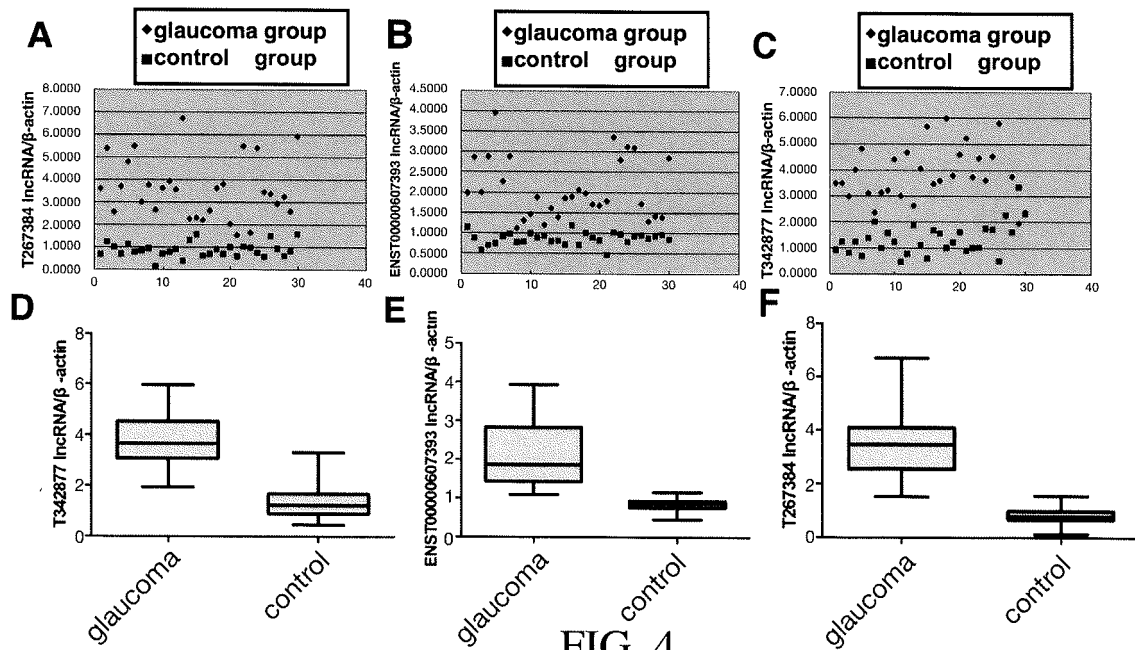 A
◆glaucoma group
■control group
T267384 lncRNA/β-actin
8.0000
7.0000
6.0000
5.0000
4.0000
3.0000
2.0000
1.0000
0.0000
0 10 20 30 40
B
◆glaucoma group
■control group
ENST00000607393 lncRNA/β-actin
4.5000
4.0000
3.5000
3.0000
2.5000
2.0000
1.5000
1.0000
0.5000
0.0000
0 10 20 30 40
C
◆glaucoma group
■control group
T342877 lncRNA/β-actin
7.0000
6.0000
5.0000
4.0000
3.0000
2.0000
1.0000
0.0000
0 10 20 30 40
D
T342877 lncRNA/β -actin
8
6
4
2
0
glaucoma
control
E
ENST00000607393 lncRNA/β -actin
5
4
3
2
1
0
glaucoma
control
F
T267384 lncRNA/β -actin
8
6
4
2
0
glaucoma
control
FIG. 4